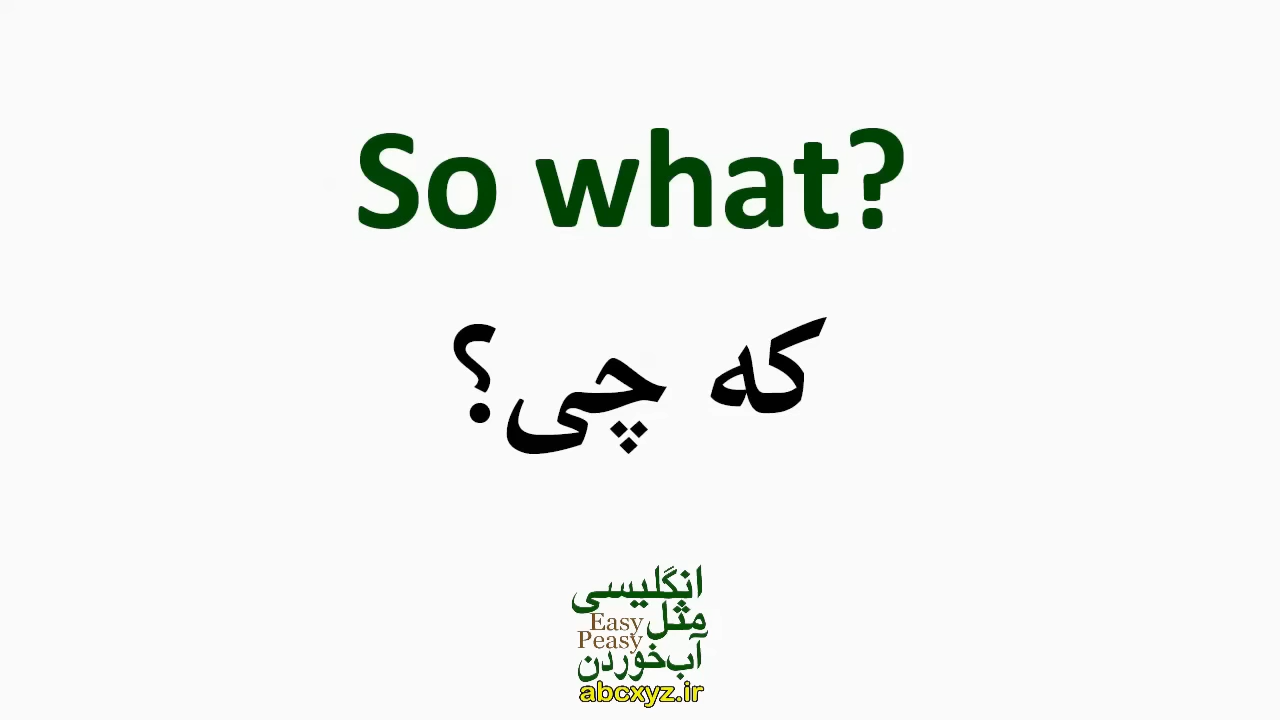 So what?
که چی؟
انگلیسی
مثل
Easy
Peasy
آب‌خوردن
abcxyz.ir